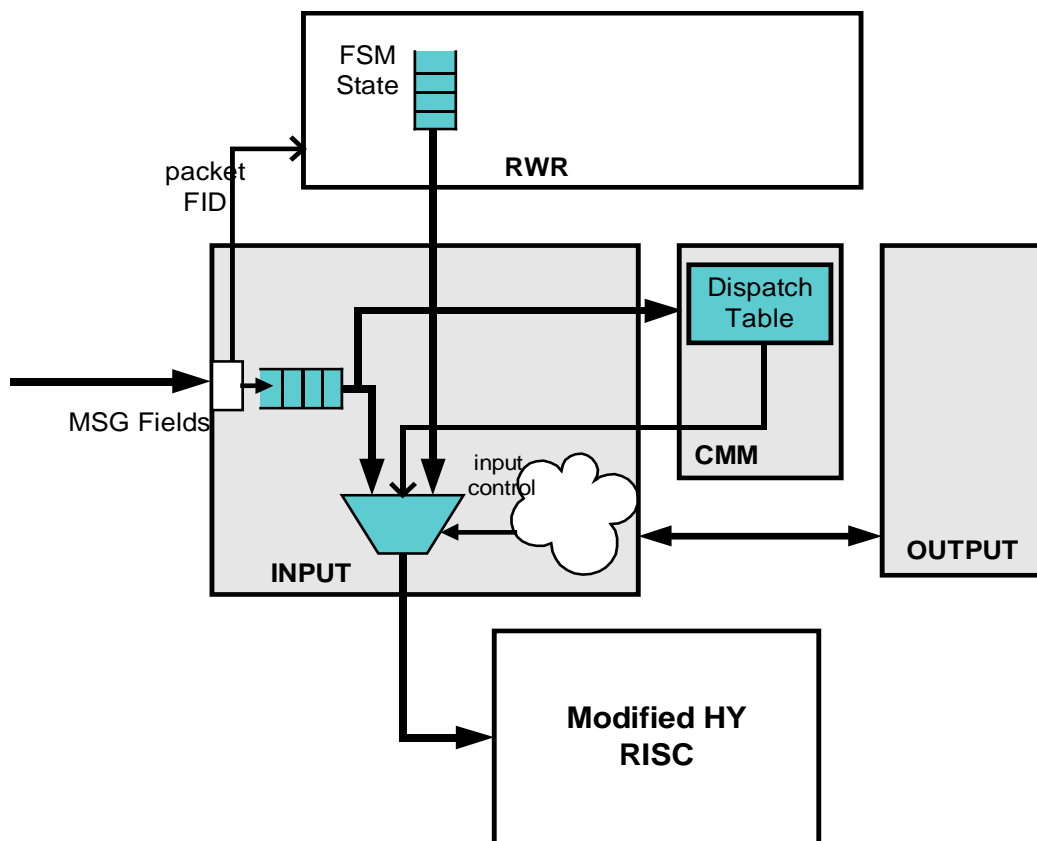 FSM
State
RWR
packet
FID
Dispatch
Table
MSG Fields
input
control
CMM
INPUT
OUTPUT
Modified HY
RISC